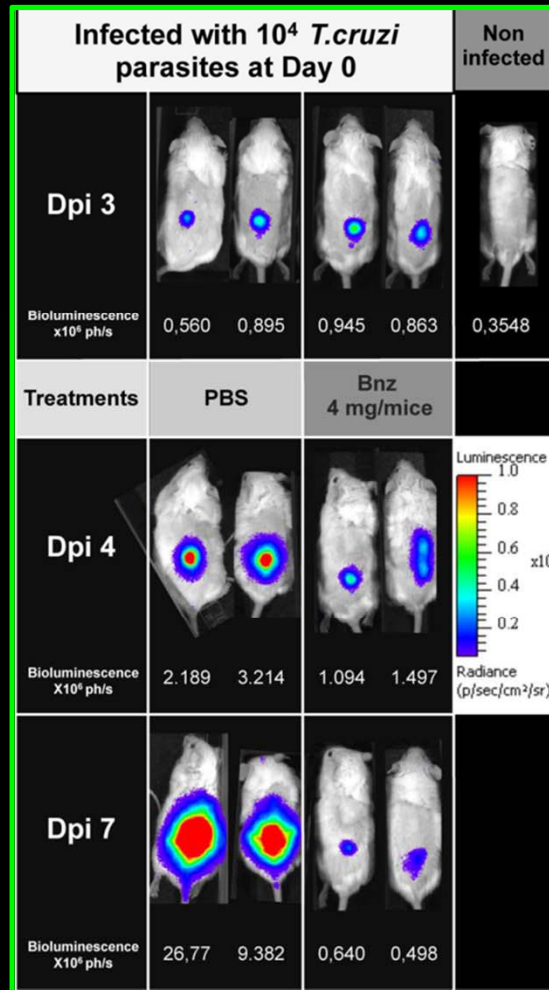 Infected with 10⁴ T.cruzi
parasites at Day 0
Non
infected
Dpi 3
Bioluminescence
x10⁶ ph/s
0,560 0,895 0,945 0,863 0,3548
Treatments
PBS
Bnz
4 mg/mice
Dpi 4
Luminescence
1.0
0.8
0.6
x10
0.4
0.2
Radiance
(p/sec/cm²/sr)
Bioluminescence
X10⁶ ph/s
2.189 3.214 1.094 1.497
Dpi 7
Bioluminescence
X10⁶ ph/s
26,77 9.382 0,640 0,498